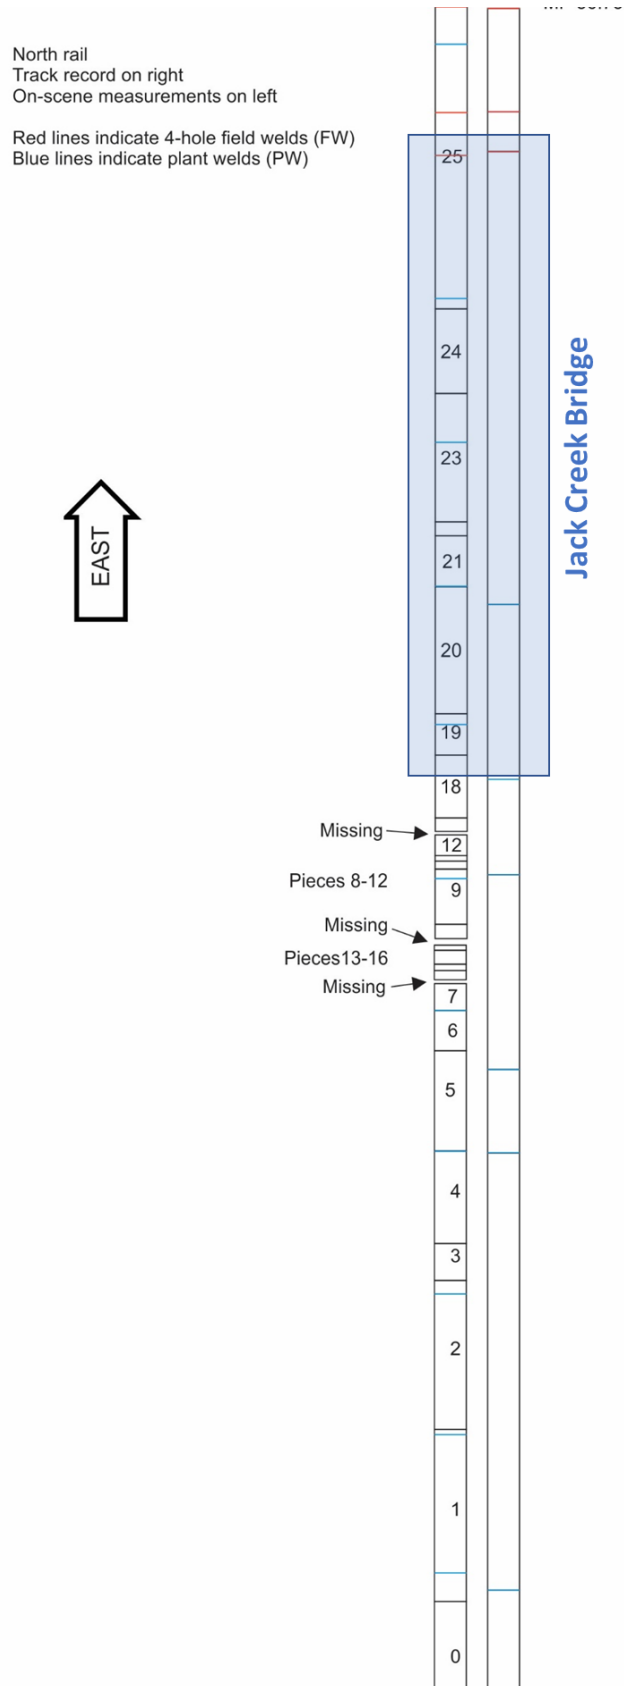 North rail
Track record on right
On-scene measurements on left
Red lines indicate 4-hole field welds (FW)
Blue lines indicate plant welds (PW)
25
24
23
EAST
Jack Creek Bridge
21
20
19
18
Missing
12
Pieces 8-12
9
Missing
Pieces13-16
Missing
7
6
5
4
3
2
1
0